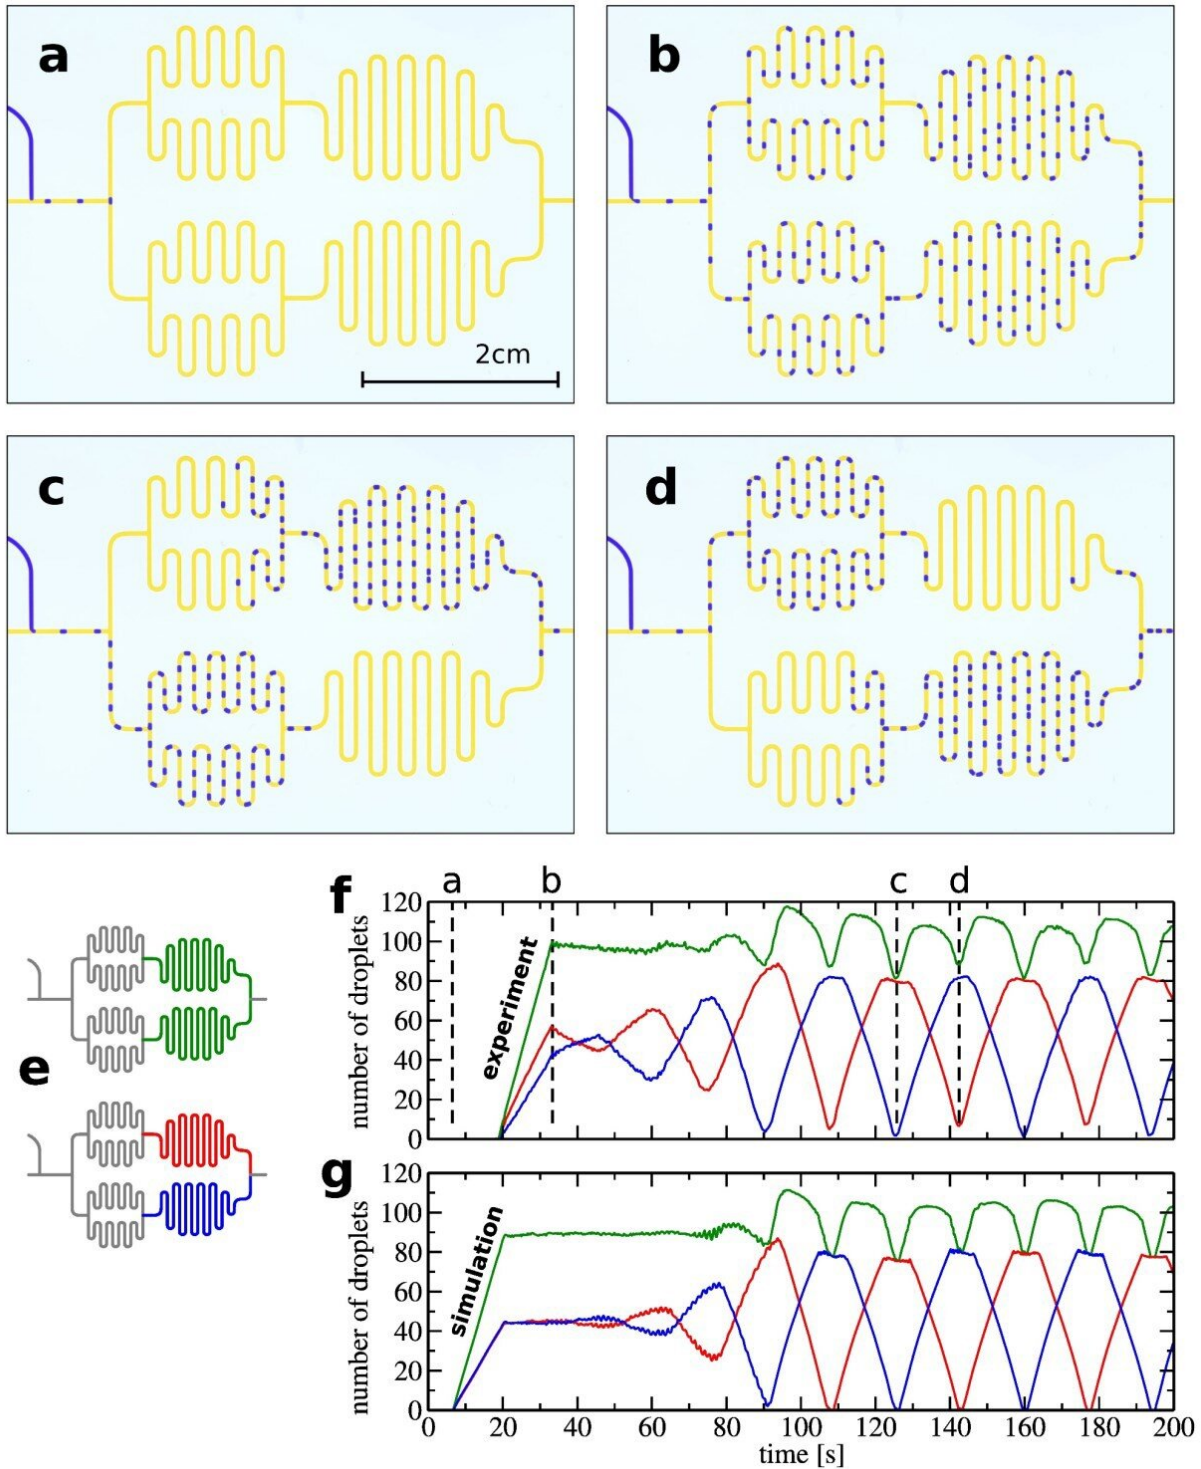 a
b
2cm
c
d
e
f
a b c d
120
100
80
60
40
20
0
number of droplets
experiment
g
120
100
80
60
40
20
0
number of droplets
simulation
0 20 40 60 80 100 120 140 160 180 200
time [s]